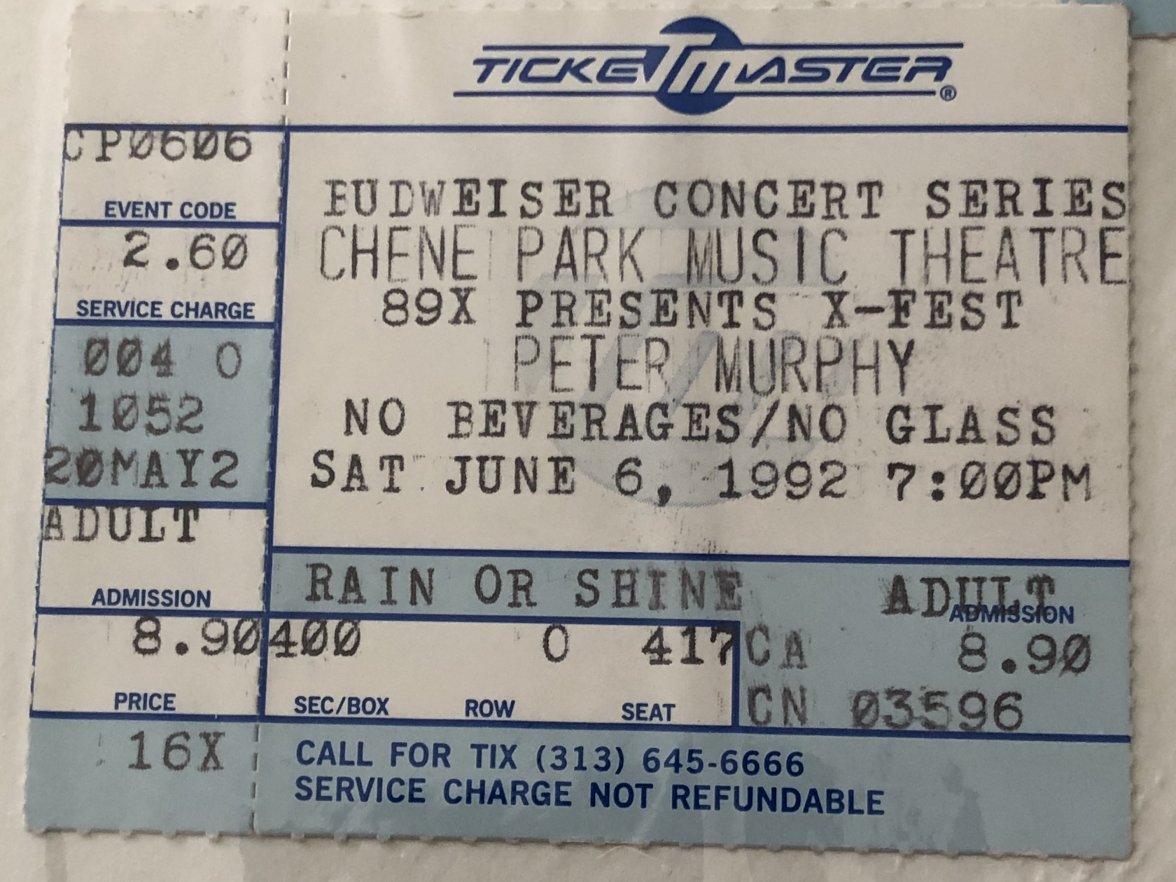 TICKETMASTER®
CP0606
EVENT CODE
2.60
SERVICE CHARGE
004 O
1052
20MAY2
ADULT
ADMISSION
8.90
PRICE
16X
BUDWEISER CONCERT SERIES
CHENE PARK MUSIC THEATRE
89X PRESENTS X-FEST
PETER MURPHY
NO BEVERAGES/NO GLASS
SAT JUNE 6, 1992 7:00PM
RAIN OR SHINE ADULT
ADMISSION
400 O 417 CA 8.90
SEC/BOX ROW SEAT CN 03596
CALL FOR TIX (313) 645-6666
SERVICE CHARGE NOT REFUNDABLE